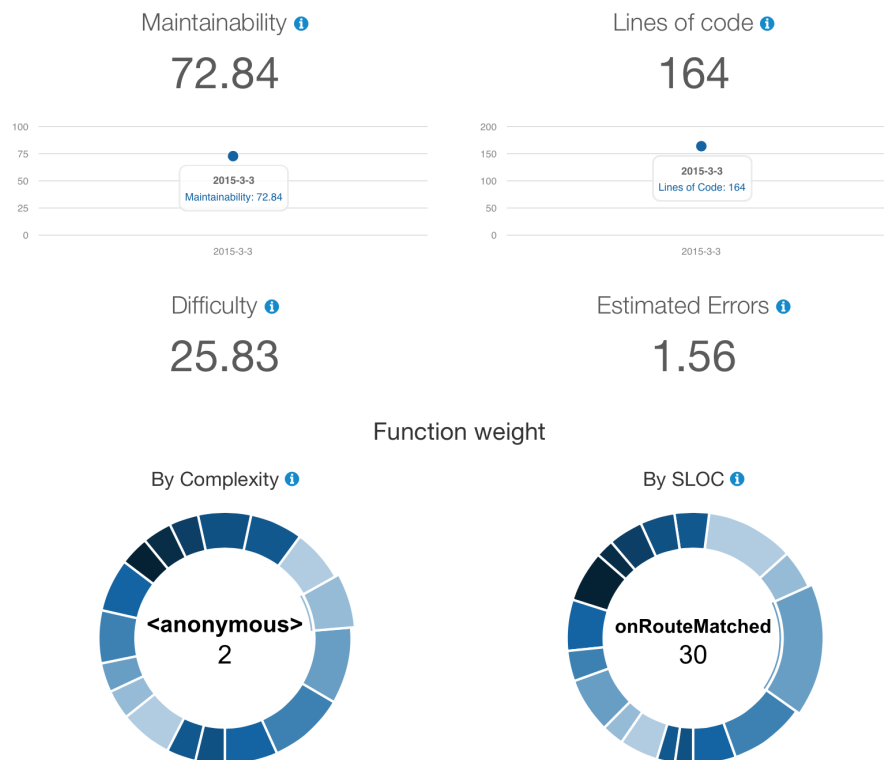 Maintainability
Lines of code
72.84
164
100
75
50
25
0
2015-3-3
Maintainability: 72.84
2015-3-3
200
150
100
50
0
2015-3-3
Lines of Code: 164
2015-3-3
Difficulty
Estimated Errors
25.83
1.56
Function weight
By Complexity
By SLOC
<anonymous>
2
onRouteMatched
30